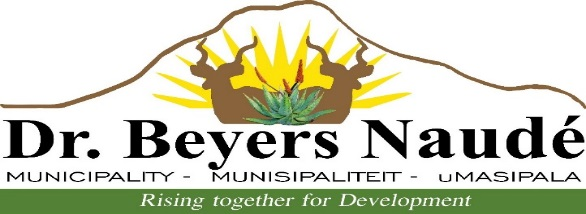 Dr. Beyers Naudé
MUNICIPALITY - MUNISIPALITEIT - uMASIPALA
Rising together for Development